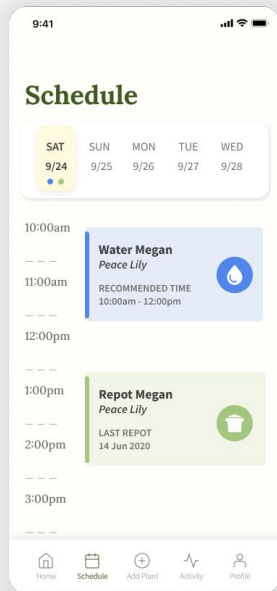 9:41
Schedule
SAT SUN MON TUE WED
9/24 9/25 9/26 9/27 9/28
10:00am
Water Megan
Peace Lily
RECOMMENDED TIME
10:00am - 12:00pm
11:00am
12:00pm
1:00pm
Repot Megan
Peace Lily
LAST REPOT
14 Jun 2020
2:00pm
3:00pm
Home Schedule Add Plant Activity Profile